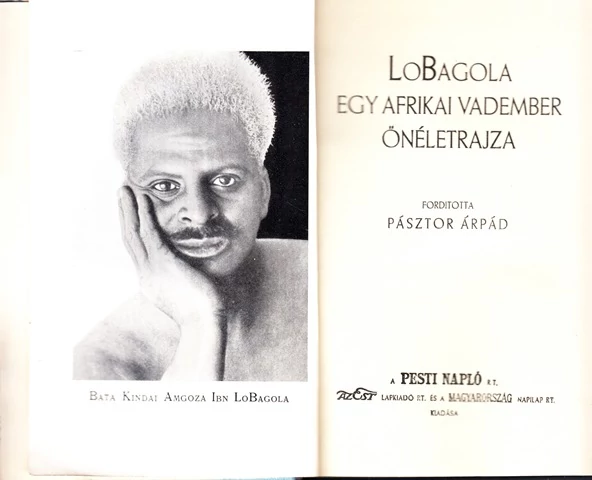 BATA KINDAI AMGOZA IBN LOBAGOLA
LOBAGOLA
EGY AFRIKAI VADEMBER
ÖNÉLETRAJZA
FORDITOTTA
PÁSZTOR ÁRPÁD
A PESTI NAPLÓ R.T.
AZ EST LAPKIADÓ R.T. ÉS A MAGYARORSZÁG NAPILAP R.T.
KIADÁSA